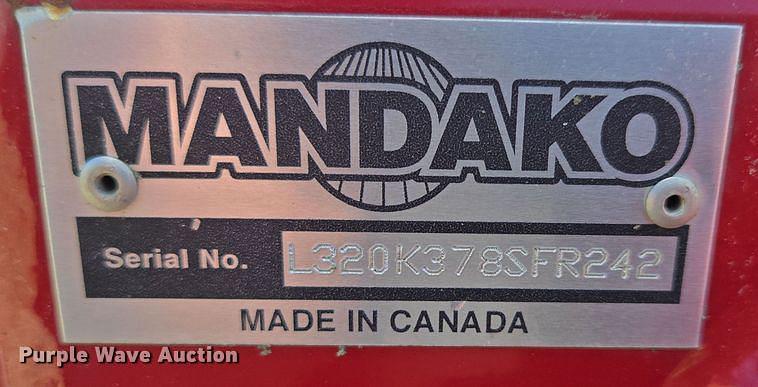 MANDAKO
Serial No. L320K378SFR242
MADE IN CANADA
Purple Wave Auction